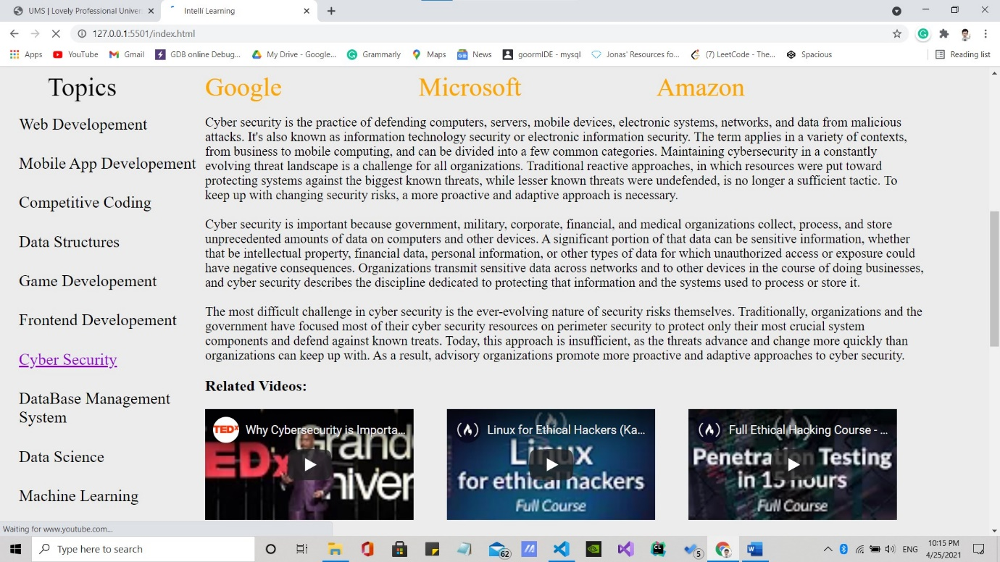 UMS | Lovely Professional Univer
Intellí Learning
127.0.0.1:5501/index.html
Apps
YouTube
Gmail
GDB online Debug...
My Drive - Google...
Grammarly
Maps
News
goormIDE - mysql
Jonas' Resources fo...
(7) LeetCode - The...
Spacious
Reading list
Topics
Google
Microsoft
Amazon
Web Developement
Mobile App Developement
Competitive Coding
Data Structures
Game Developement
Frontend Developement
Cyber Security
DataBase Management
System
Data Science
Machine Learning
Cyber security is the practice of defending computers, servers, mobile devices, electronic systems, networks, and data from malicious
attacks. It's also known as information technology security or electronic information security. The term applies in a variety of contexts,
from business to mobile computing, and can be divided into a few common categories. Maintaining cybersecurity in a constantly
evolving threat landscape is a challenge for all organizations. Traditional reactive approaches, in which resources were put toward
protecting systems against the biggest known threats, while lesser known threats were undefended, is no longer a sufficient tactic. To
keep up with changing security risks, a more proactive and adaptive approach is necessary.
Cyber security is important because government, military, corporate, financial, and medical organizations collect, process, and store
unprecedented amounts of data on computers and other devices. A significant portion of that data can be sensitive information, whether
that be intellectual property, financial data, personal information, or other types of data for which unauthorized access or exposure could
have negative consequences. Organizations transmit sensitive data across networks and to other devices in the course of doing businesses,
and cyber security describes the discipline dedicated to protecting that information and the systems used to process or store it.
The most difficult challenge in cyber security is the ever-evolving nature of security risks themselves. Traditionally, organizations and the
government have focused most of their cyber security resources on perimeter security to protect only their most crucial system
components and defend against known treats. Today, this approach is insufficient, as the threats advance and change more quickly than
organizations can keep up with. As a result, advisory organizations promote more proactive and adaptive approaches to cyber security.
Related Videos:
TEDx
Why Cybersecurity is Importa...
Grand
EDx
niver
Linux for Ethical Hackers (Ka...
Linux
for ethical hackers
Full Course
Full Ethical Hacking Course - ...
Penetration Testing
in 15 hours
Full Course
Waiting for www.youtube.com...
Type here to search
62
5
ENG
10:15 PM
4/25/2021